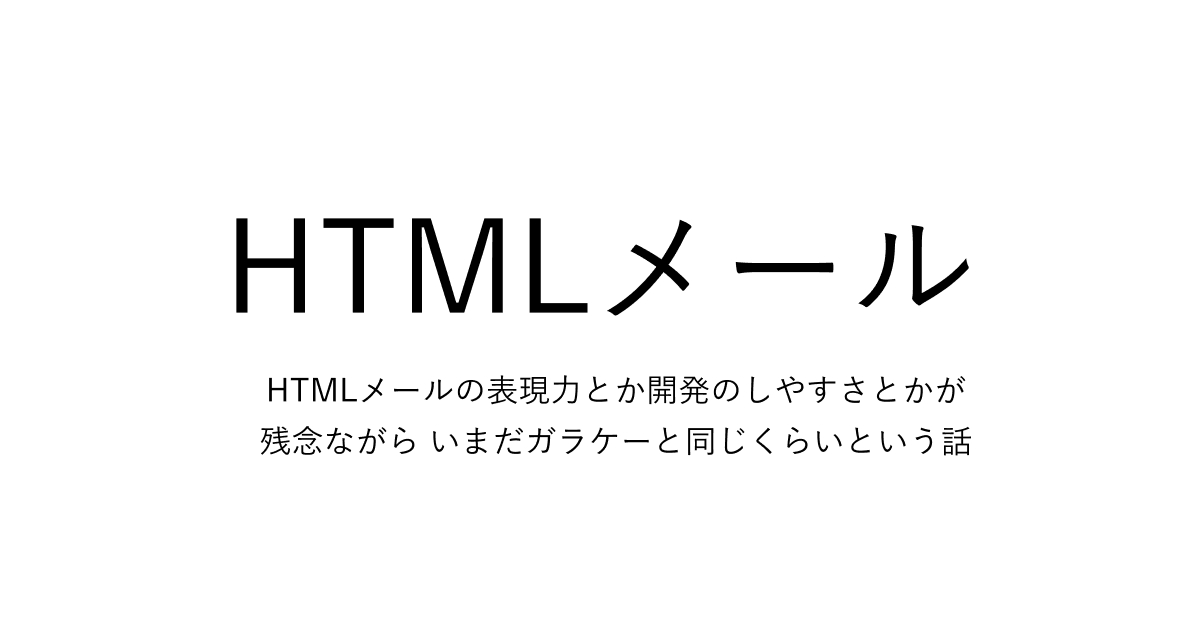 HTMLメール
HTMLメールの表現力とか開発のしやすさとかが
残念ながら いまだガラケーと同じくらいという話